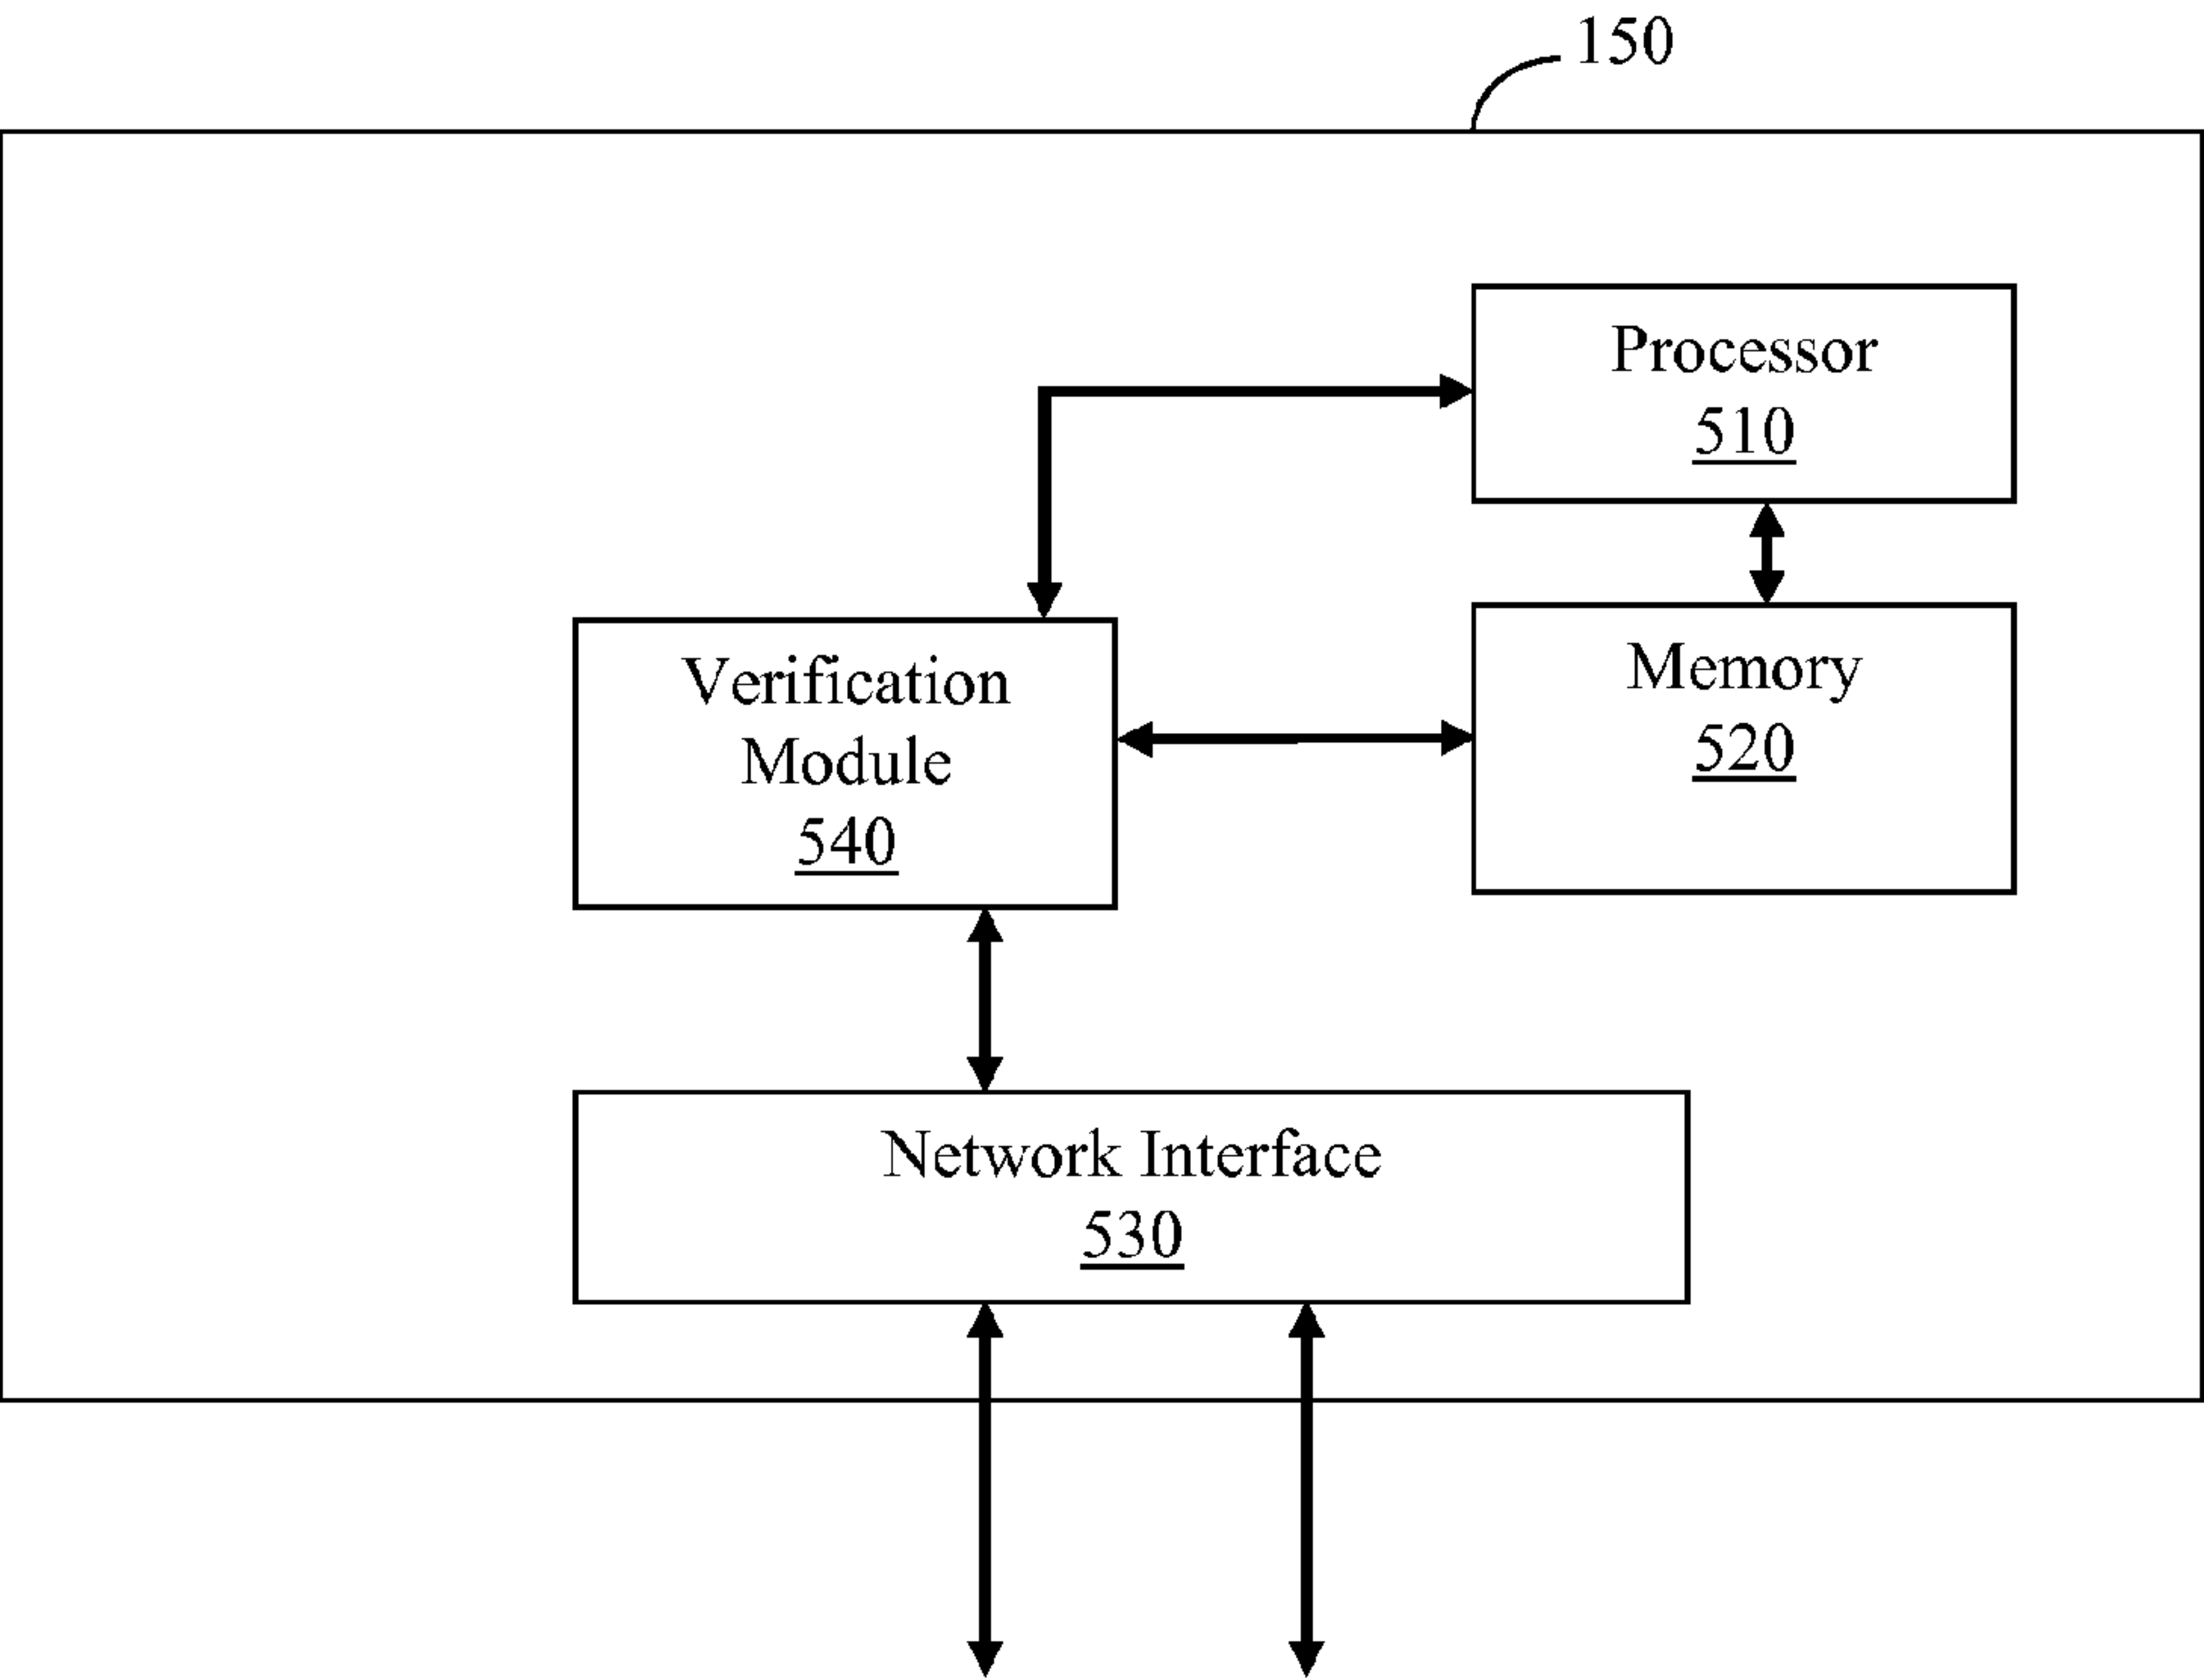 150
Processor
510
Verification
Module
540
Memory
520
Network Interface
530